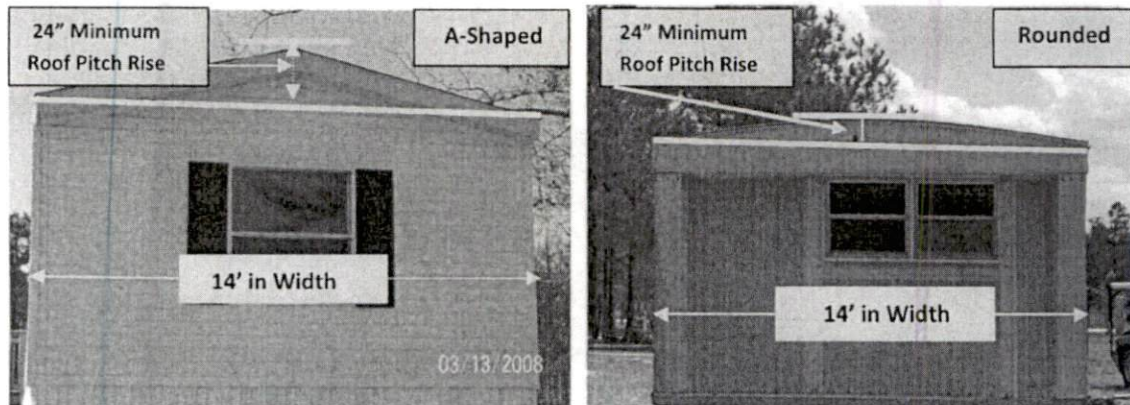 24” Minimum
Roof Pitch Rise
A-Shaped
14’ in Width
03/13/2008
24” Minimum
Roof Pitch Rise
Rounded
14’ in Width